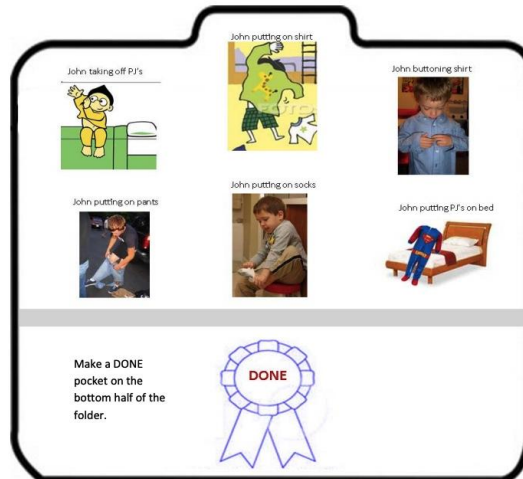 John putting on shirt
John taking off PJ's
John buttoning shirt
John putting on pants
John putting on socks
John putting PJ's on bed
Make a DONE
pocket on the
bottom half of the
folder.
DONE